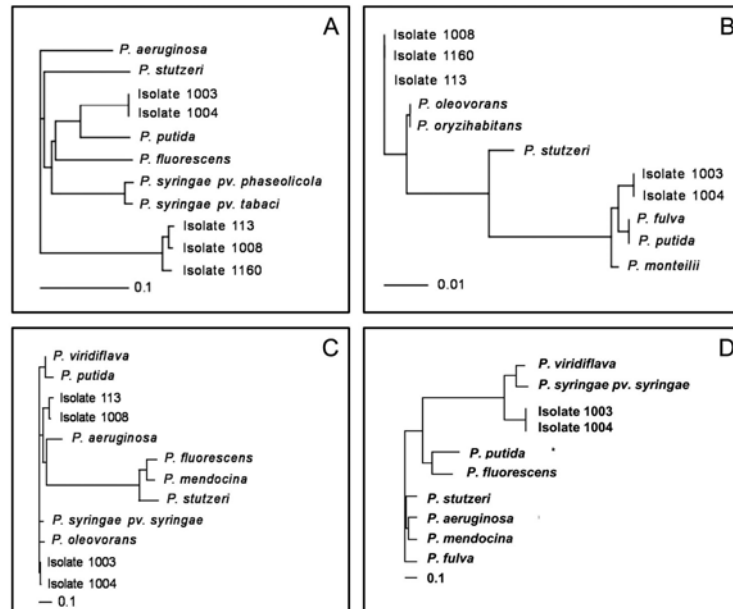 A
P. aeruginosa
P. stutzeri
Isolate 1003
Isolate 1004
P. putida
P. fluorescens
P. syringae pv. phaseolicola
P. syringae pv. tabaci
Isolate 113
Isolate 1008
Isolate 1160
0.1
B
Isolate 1008
Isolate 1160
Isolate 113
P. oleovorans
P. oryzihabitans
P. stutzeri
Isolate 1003
Isolate 1004
P. fulva
P. putida
P. monteilii
0.01
C
P. viridiflava
P. putida
Isolate 113
Isolate 1008
P. aeruginosa
P. fluorescens
P. mendocina
P. stutzeri
P. syringae pv. syringae
P. oleovorans
Isolate 1003
Isolate 1004
0.1
D
P. viridiflava
P. syringae pv. syringae
Isolate 1003
Isolate 1004
P. putida
P. fluorescens
P. stutzeri
P. aeruginosa
P. mendocina
P. fulva
0.1